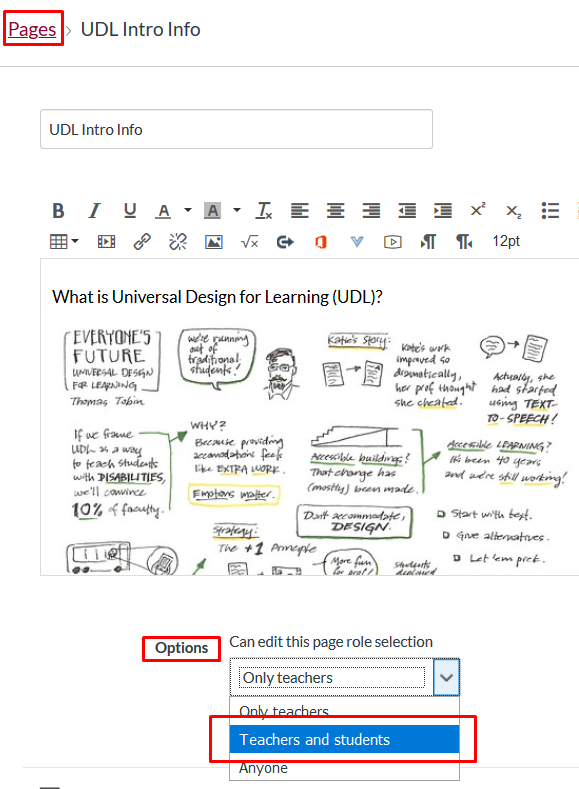 Pages > UDL Intro Info
UDL Intro Info
B I U A A Tx x² x₂
√x 12pt
What is Universal Design for Learning (UDL)?
EVERYONE'S
FUTURE
UNIVERSAL DESIGN
FOR LEARNING
Thomas Tobin
We're running
out of
traditional
students!
Katie's Story:
Katie's work
improved so
dramatically,
her prof thought
she cheated.
Actually, she
had started
using TEXT-
TO-SPEECH!
If we frame
UDL as a way
to teach students
with DISABILITIES,
we'll convince
10% of faculty.
WHY?
Because providing
accomodations feels
like EXTRA WORK.
Emotions matter.
Accessible buildings?
That change has
(mostly) been made.
Accessible LEARNING?
It's been 40 years
and we're still working!
Don't accommodate,
DESIGN.
Start with text.
Give alternatives.
Let 'em pick.
Strategy:
The +1 Principle
More fun
for prof!
students
Options
Can edit this page role selection
Only teachers
Only teachers
Teachers and students
Anyone